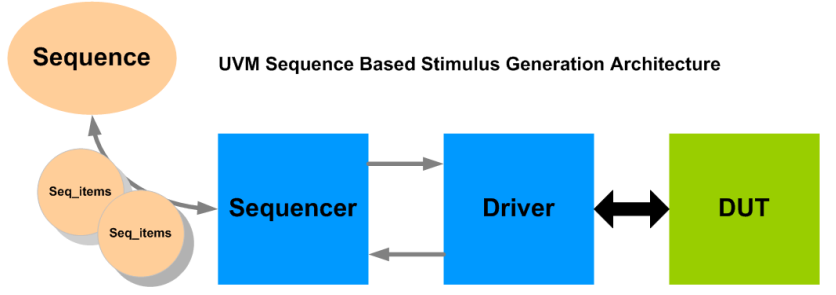 Sequence
UVM Sequence Based Stimulus Generation Architecture
Seq_items
Seq_items
Sequencer
Driver
DUT